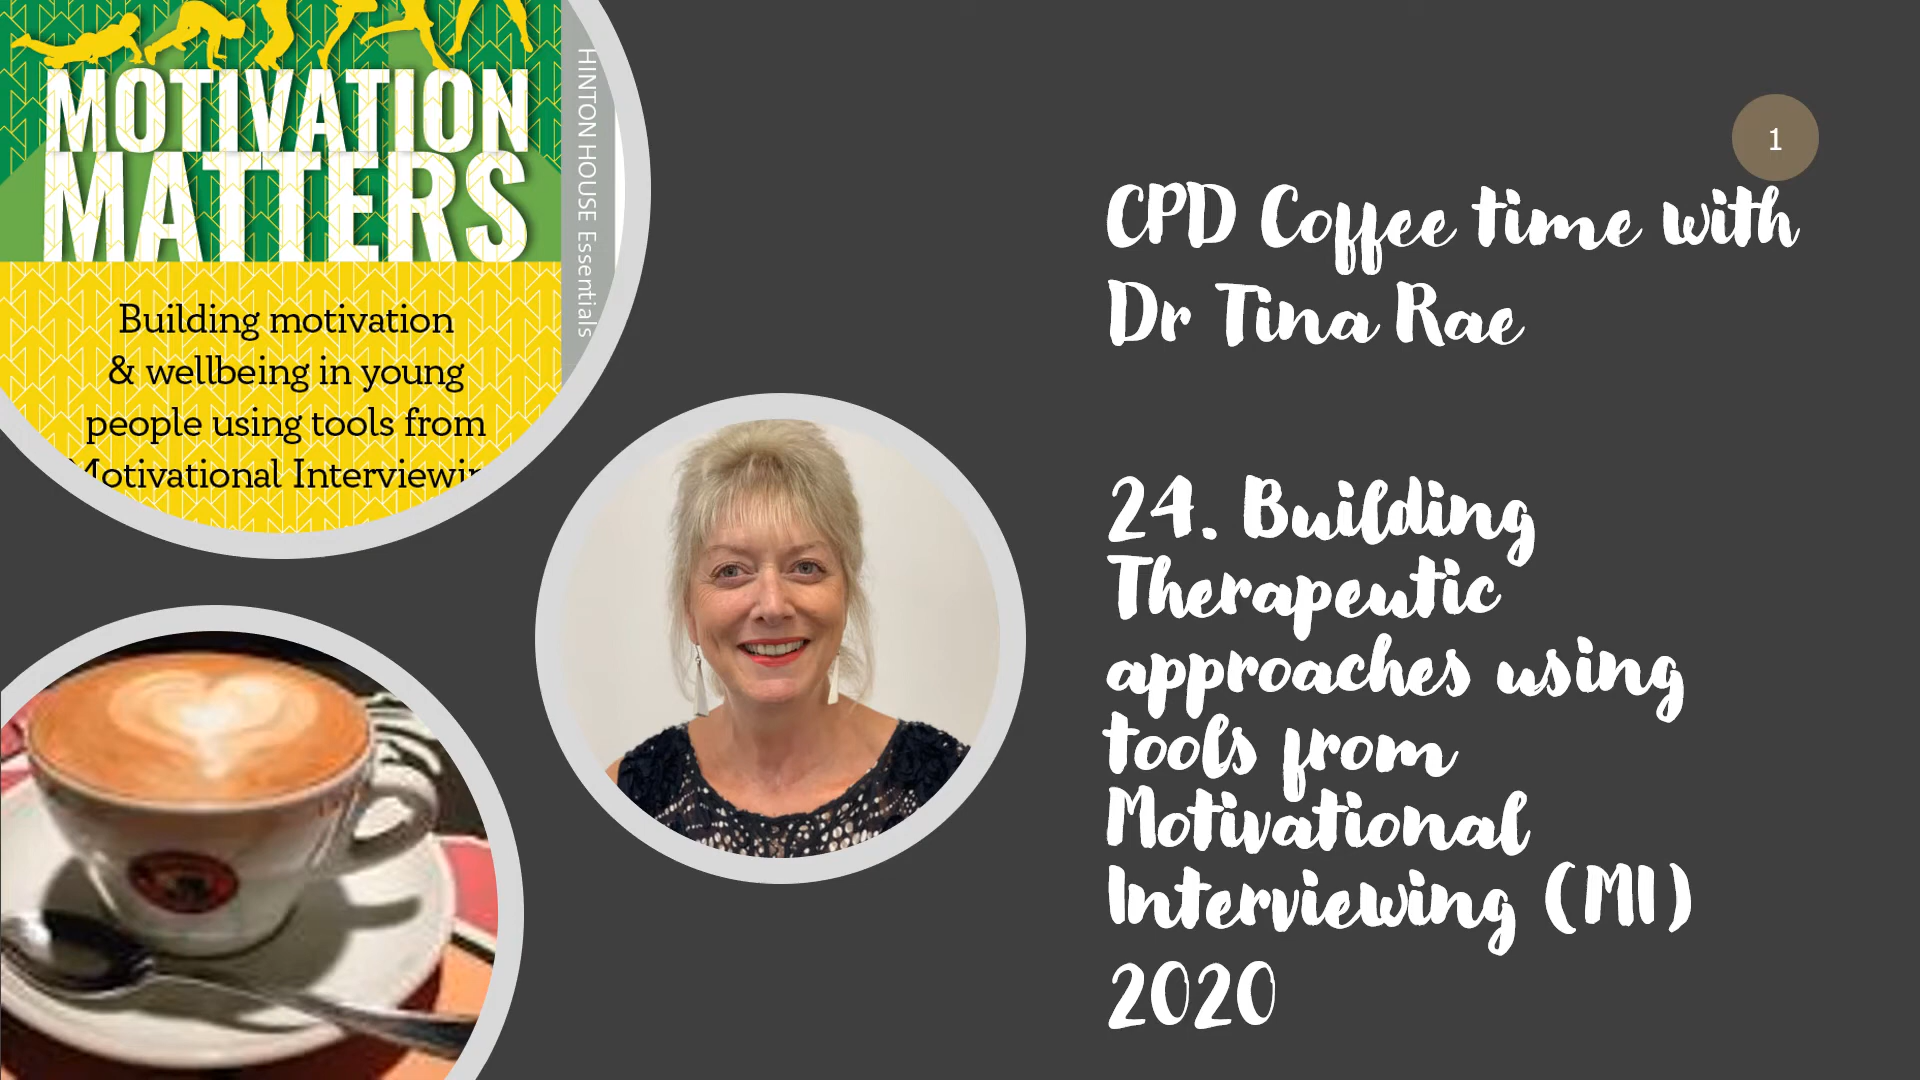 MOTIVATION
MATTERS
Building motivation
& wellbeing in young
people using tools from
HINTON HOUSE Essentials
1
CPD Coffee time with
Dr Tina Rae
24. Building
Therapeutic
approaches using
tools from
Motivational
Interviewing (MI)
2020